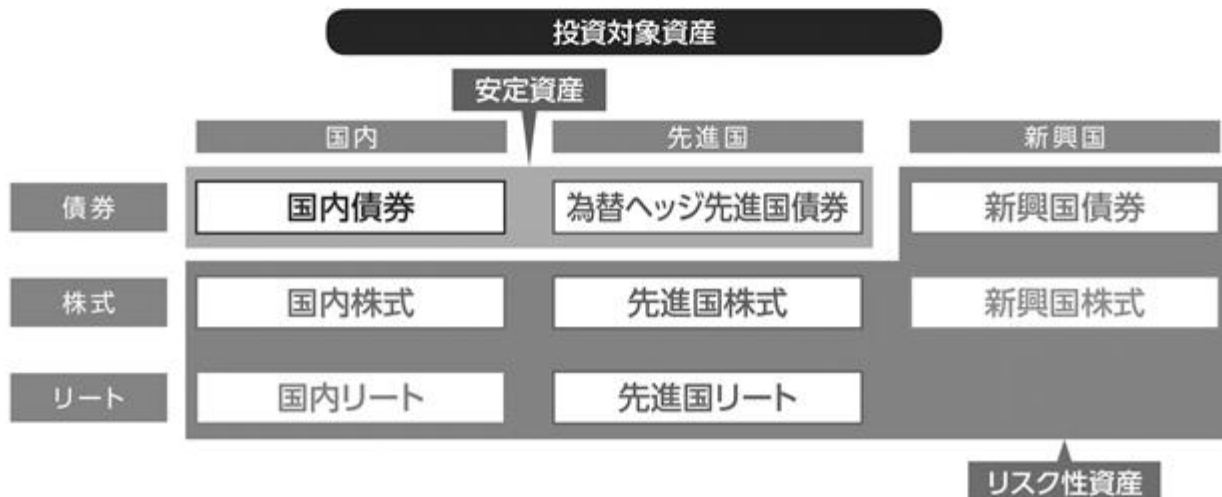 投資対象資産
安定資産
国内 先進国 新興国
債券 国内債券 為替ヘッジ先進国債券 新興国債券
株式 国内株式 先進国株式 新興国株式
リート 国内リート 先進国リート
リスク性資産